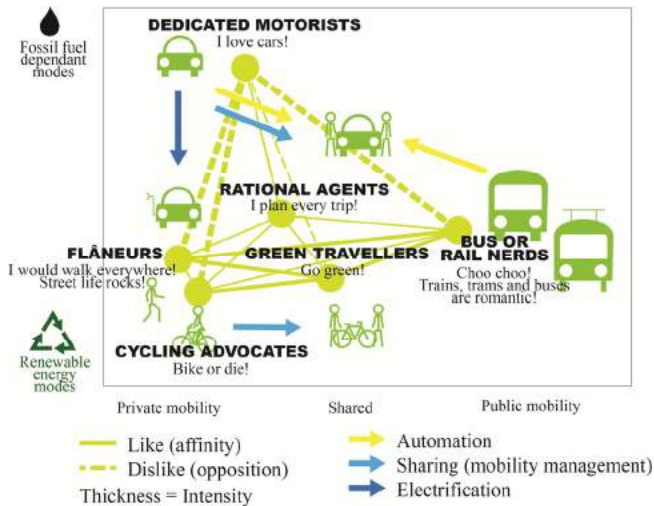 DEDICATED MOTORISTS
I love cars!
Fossil fuel
dependant
modes
RATIONAL AGENTS
I plan every trip!
FLÂNEURS
I would walk everywhere!
Street life rocks!
GREEN TRAVELLERS
Go green!
BUS OR
RAIL NERDS
Choo choo!
Trains, trams and buses
are romantic!
CYCLING ADVOCATES
Bike or die!
Renewable
energy
modes
Private mobility
Shared
Public mobility
Like (affinity)
Dislike (opposition)
Thickness = Intensity
Automation
Sharing (mobility management)
Electrification